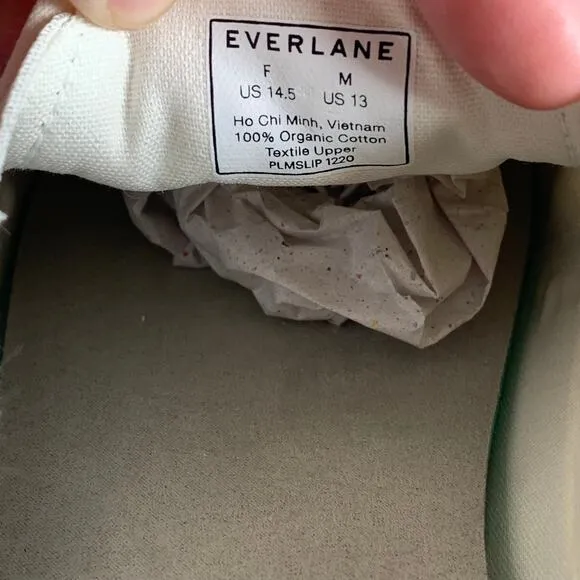 EVERLANE
F M
US 14.5 US 13
Ho Chi Minh, Vietnam
100% Organic Cotton
Textile Upper
PLMSLIP 1220